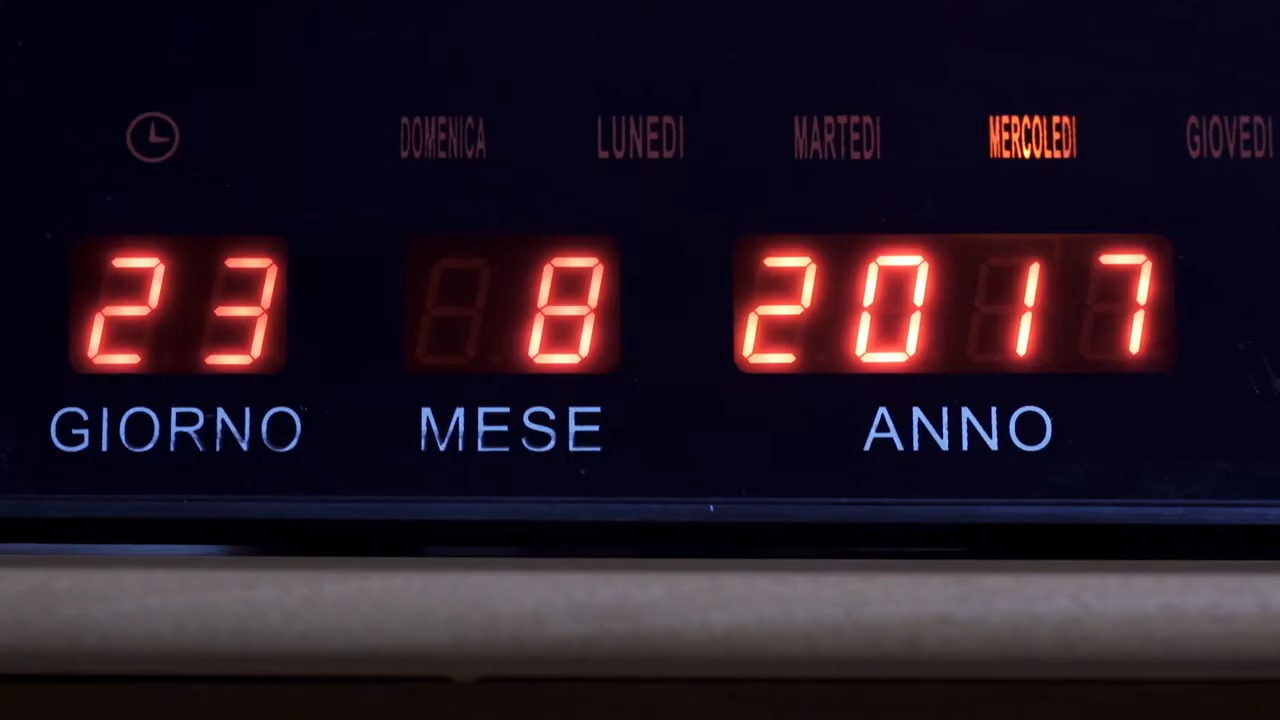 DOMENICA LUNEDI MARTEDI MERCOLEDI GIOVEDI
23 8 2017
GIORNO MESE ANNO